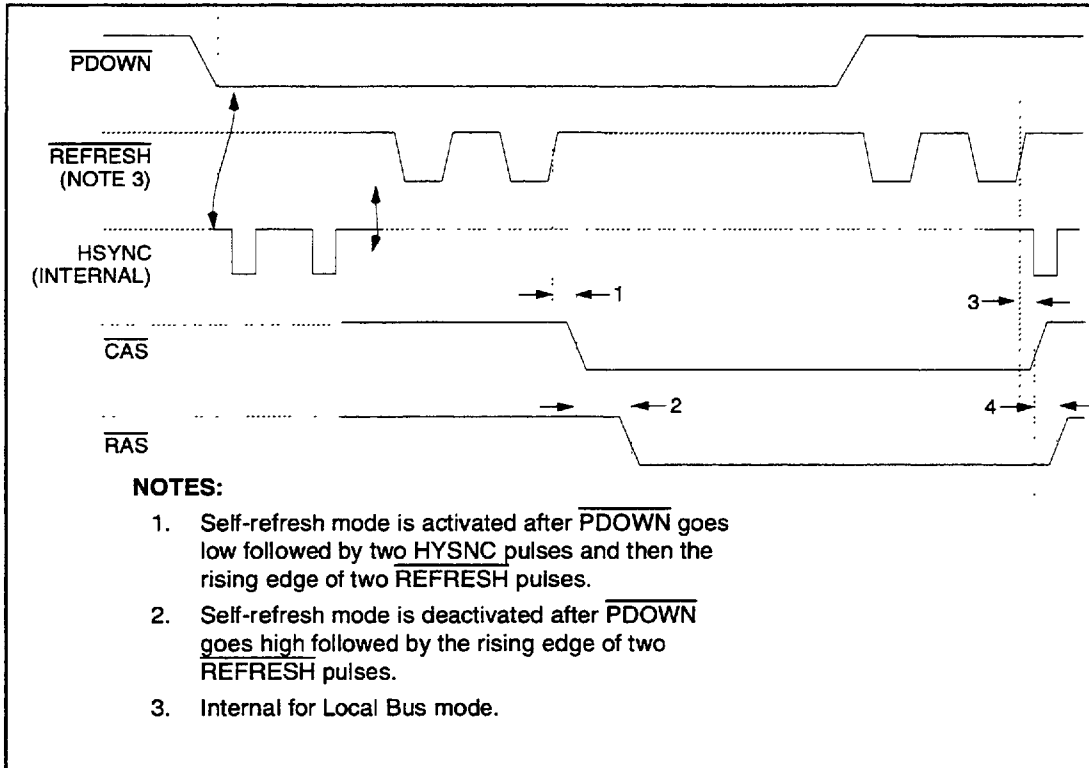 PDOWN
REFRESH
(NOTE 3)
HSYNC
(INTERNAL)
1
3
CAS
2
4
RAS
NOTES:
1. Self-refresh mode is activated after PDOWN goes
low followed by two HYSNC pulses and then the
rising edge of two REFRESH pulses.
2. Self-refresh mode is deactivated after PDOWN
goes high followed by the rising edge of two
REFRESH pulses.
3. Internal for Local Bus mode.